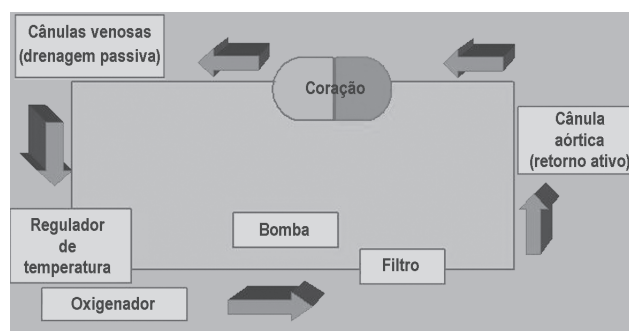 Cânulas venosas
(drenagem passiva)
Coração
Cânula
aórtica
(retorno ativo)
Regulador
de
temperatura
Bomba
Filtro
Oxigenador